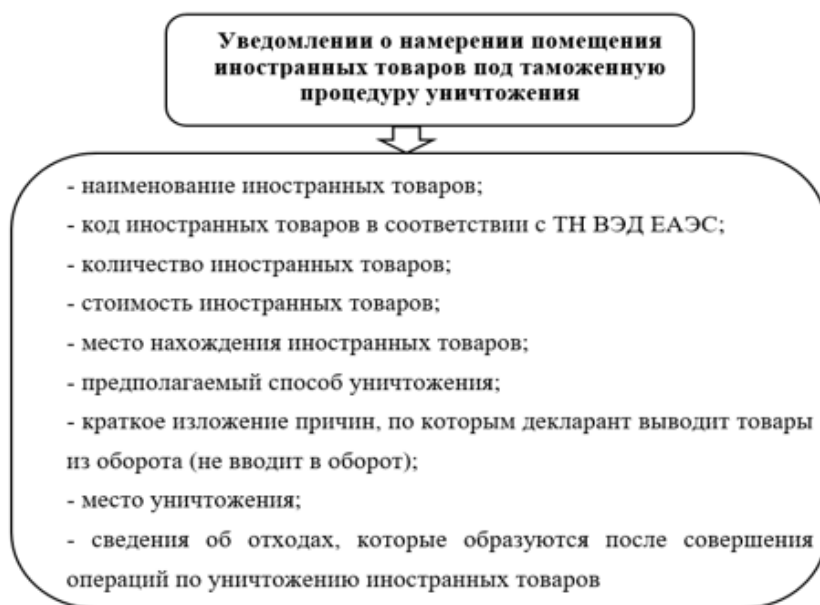 Уведомлении о намерении помещения
иностранных товаров под таможенную
процедуру уничтожения
- наименование иностранных товаров;
- код иностранных товаров в соответствии с ТН ВЭД ЕАЭС;
- количество иностранных товаров;
- стоимость иностранных товаров;
- место нахождения иностранных товаров;
- предполагаемый способ уничтожения;
- краткое изложение причин, по которым декларант выводит товары
из оборота (не вводит в оборот);
- место уничтожения;
- сведения об отходах, которые образуются после совершения
операций по уничтожению иностранных товаров